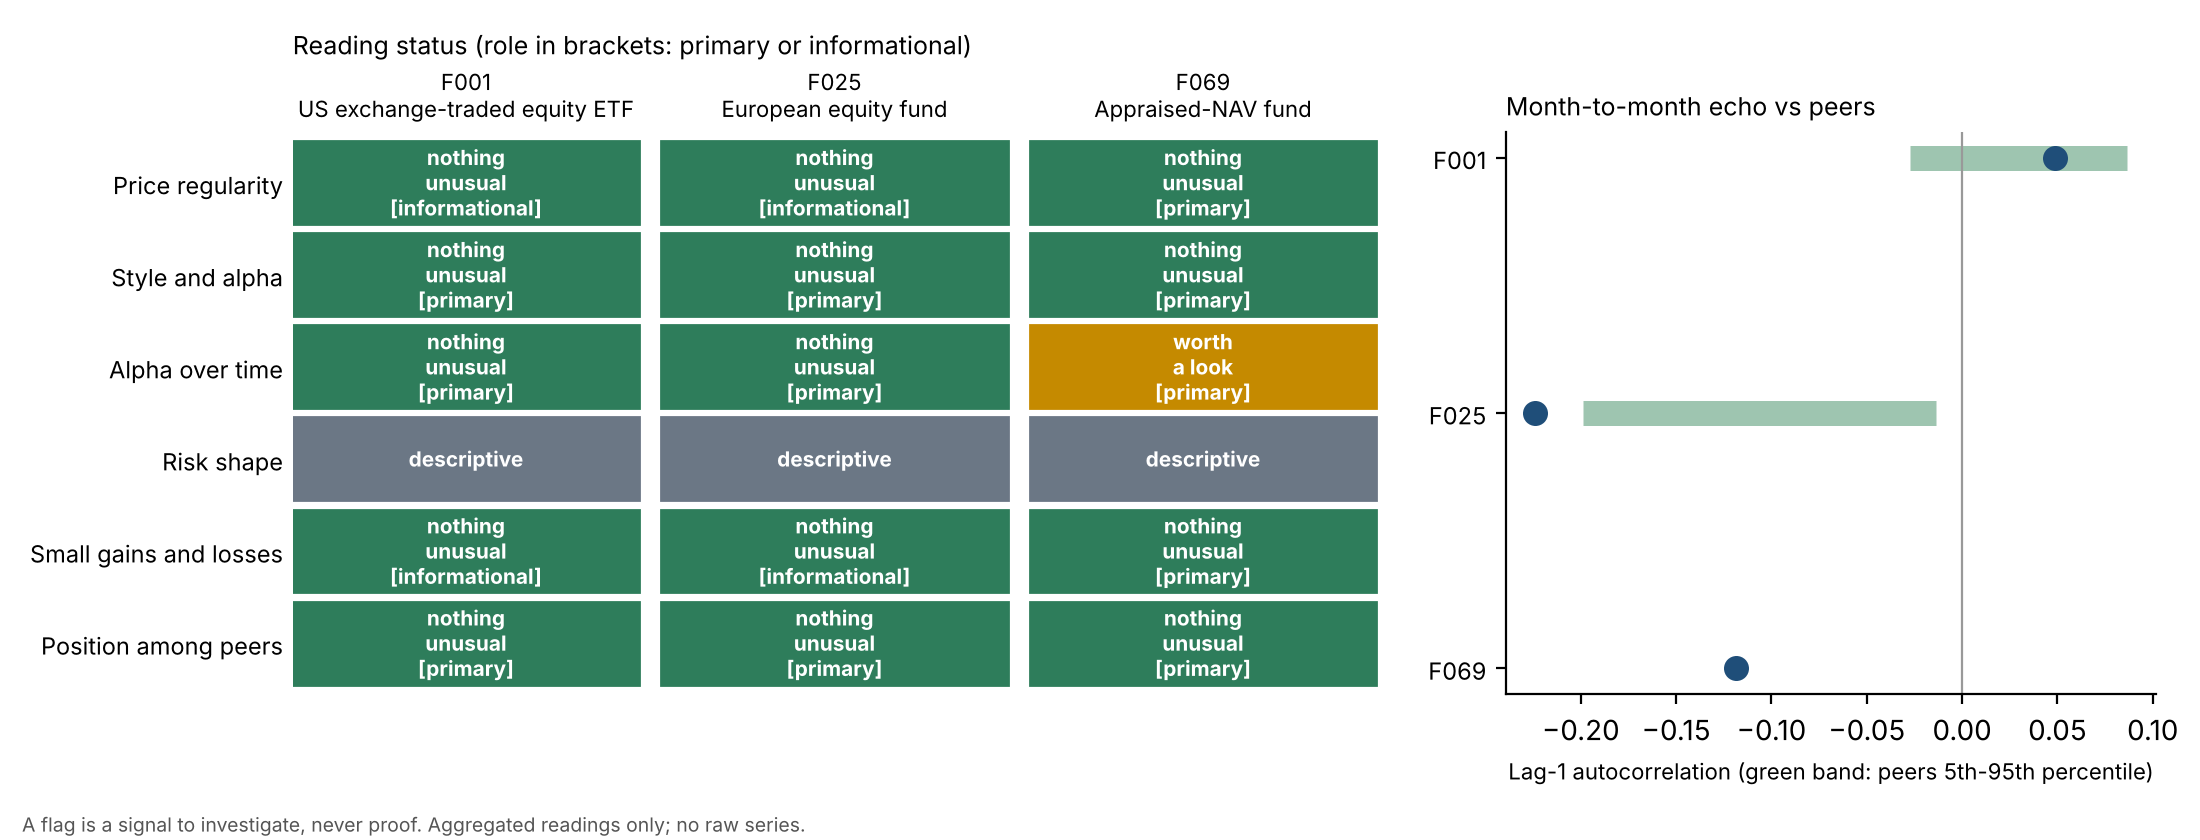 Reading status (role in brackets: primary or informational)
F001
US exchange-traded equity ETF
F025
European equity fund
F069
Appraised-NAV fund
Price regularity
nothing
unusual
[informational]
nothing
unusual
[informational]
nothing
unusual
[primary]
Style and alpha
nothing
unusual
[primary]
nothing
unusual
[primary]
nothing
unusual
[primary]
Alpha over time
nothing
unusual
[primary]
nothing
unusual
[primary]
worth
a look
[primary]
Risk shape
descriptive
descriptive
descriptive
Small gains and losses
nothing
unusual
[informational]
nothing
unusual
[informational]
nothing
unusual
[primary]
Position among peers
nothing
unusual
[primary]
nothing
unusual
[primary]
nothing
unusual
[primary]
Month-to-month echo vs peers
F001
F025
F069
−0.20 −0.15 −0.10 −0.05 0.00 0.05 0.10
Lag-1 autocorrelation (green band: peers 5th-95th percentile)
A flag is a signal to investigate, never proof. Aggregated readings only; no raw series.